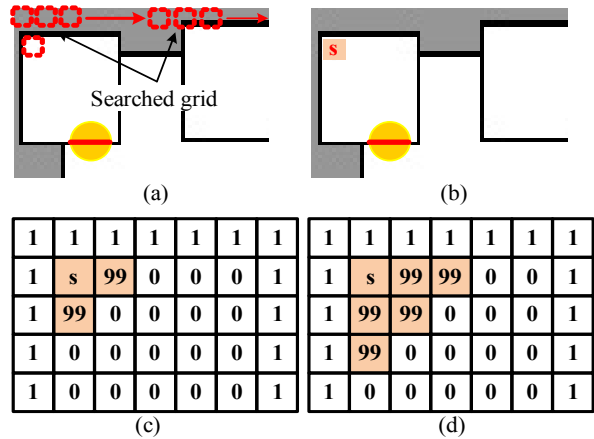 s
Searched grid
(a) (b)
1 1 1 1 1 1 1
1 s 99 0 0 0 1
1 99 0 0 0 0 1
1 0 0 0 0 0 1
1 0 0 0 0 0 1
(c)
1 1 1 1 1 1 1
1 s 99 99 0 0 1
1 99 99 0 0 0 1
1 99 0 0 0 0 1
1 0 0 0 0 0 1
(d)